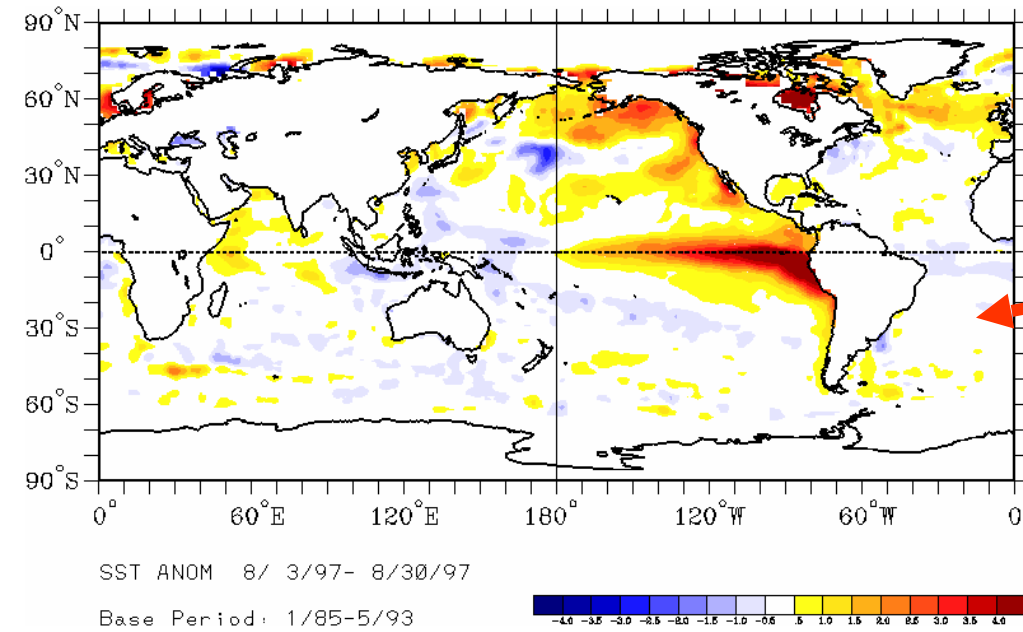 90°N
60°N
30°N
0°
30°S
60°S
90°S
0° 60°E 120°E 180° 120°W 60°W 0
SST ANOM 8/ 3/97- 8/30/97
Base Period: 1/85-5/93
-4.0 -3.5 -3.0 -2.5 -2.0 -1.5 -1.0 -0.5 .5 1.0 1.5 2.0 2.5 3.0 3.5 4.0